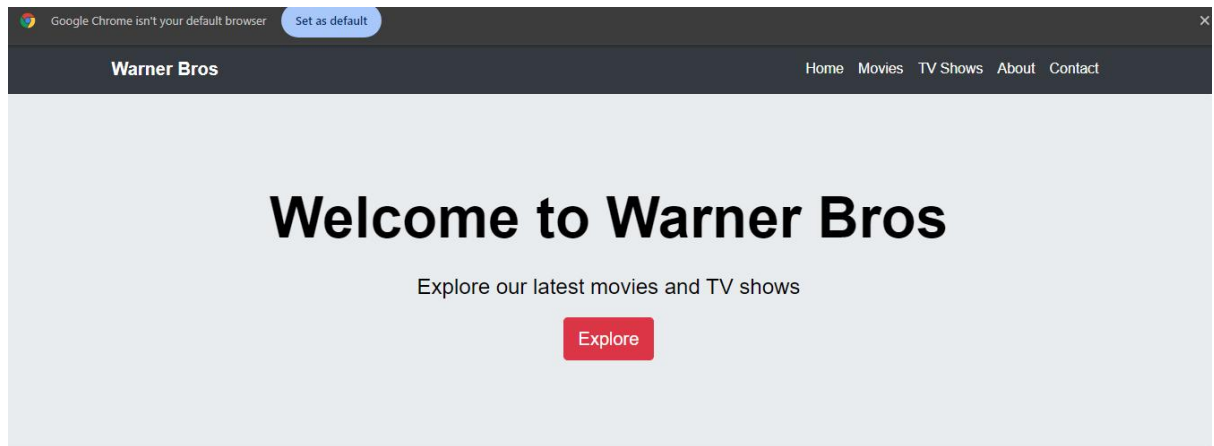 Google Chrome isn't your default browser Set as default
Warner Bros Home Movies TV Shows About Contact
Welcome to Warner Bros
Explore our latest movies and TV shows
Explore